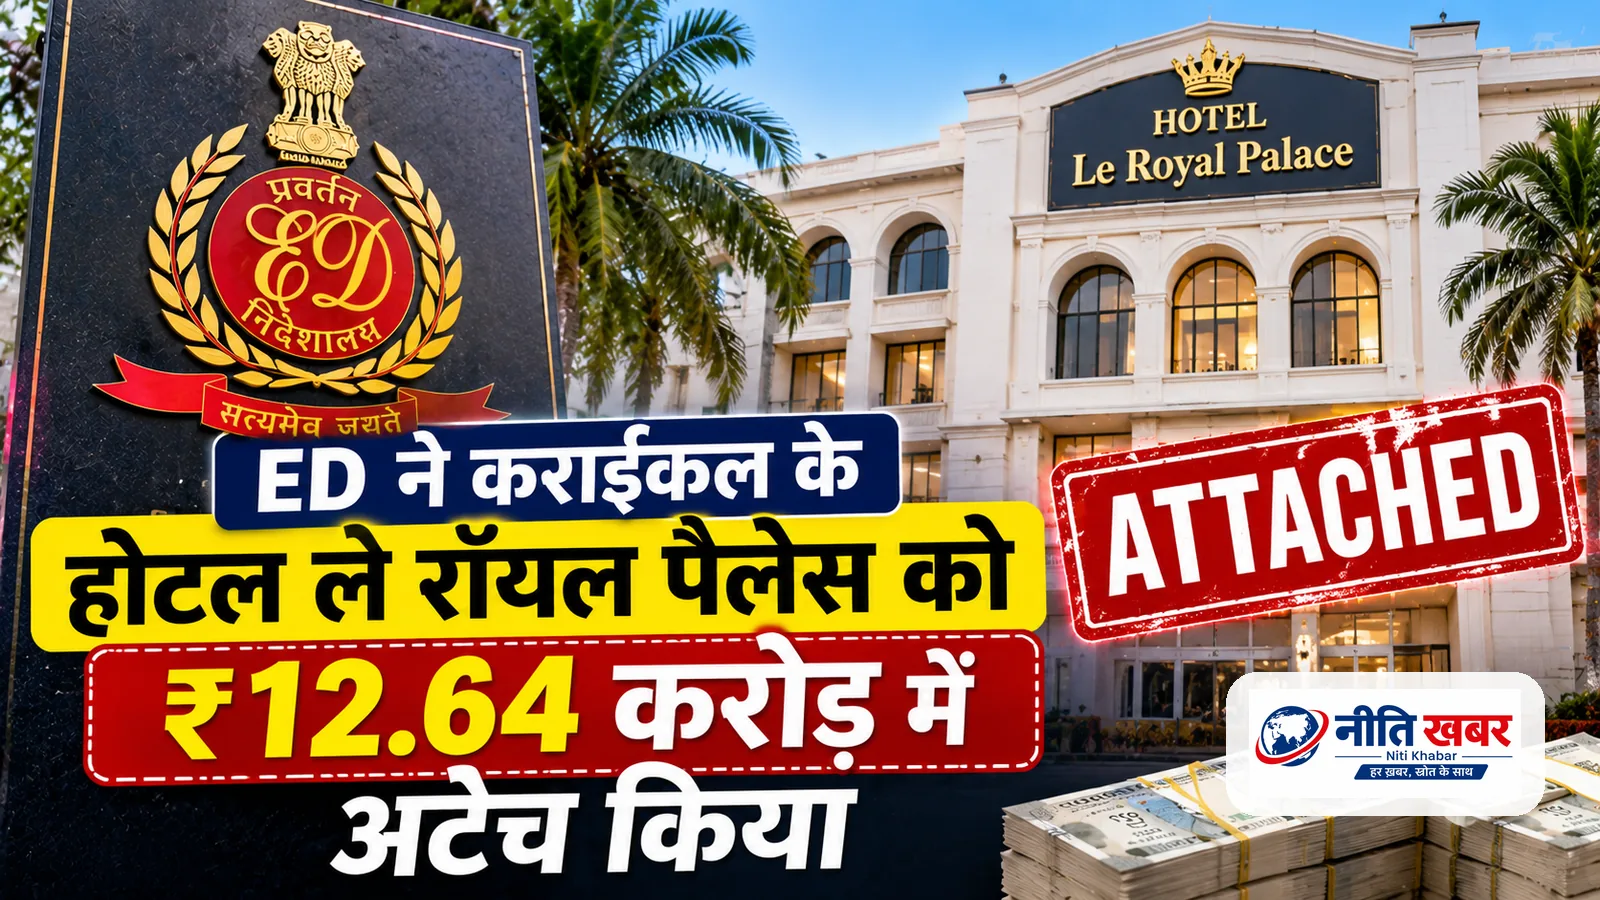 प्रवर्तन
ED
निदेशालय
सत्यमेव जयते
HOTEL
Le Royal Palace
ED ने कराईकल के
होटल ले रॉयल पैलेस को
₹12.64 करोड़ में
अटेच किया
ATTACHED
नीति खबर
Niti Khabar
हर ख़बर, स्रोत के साथ